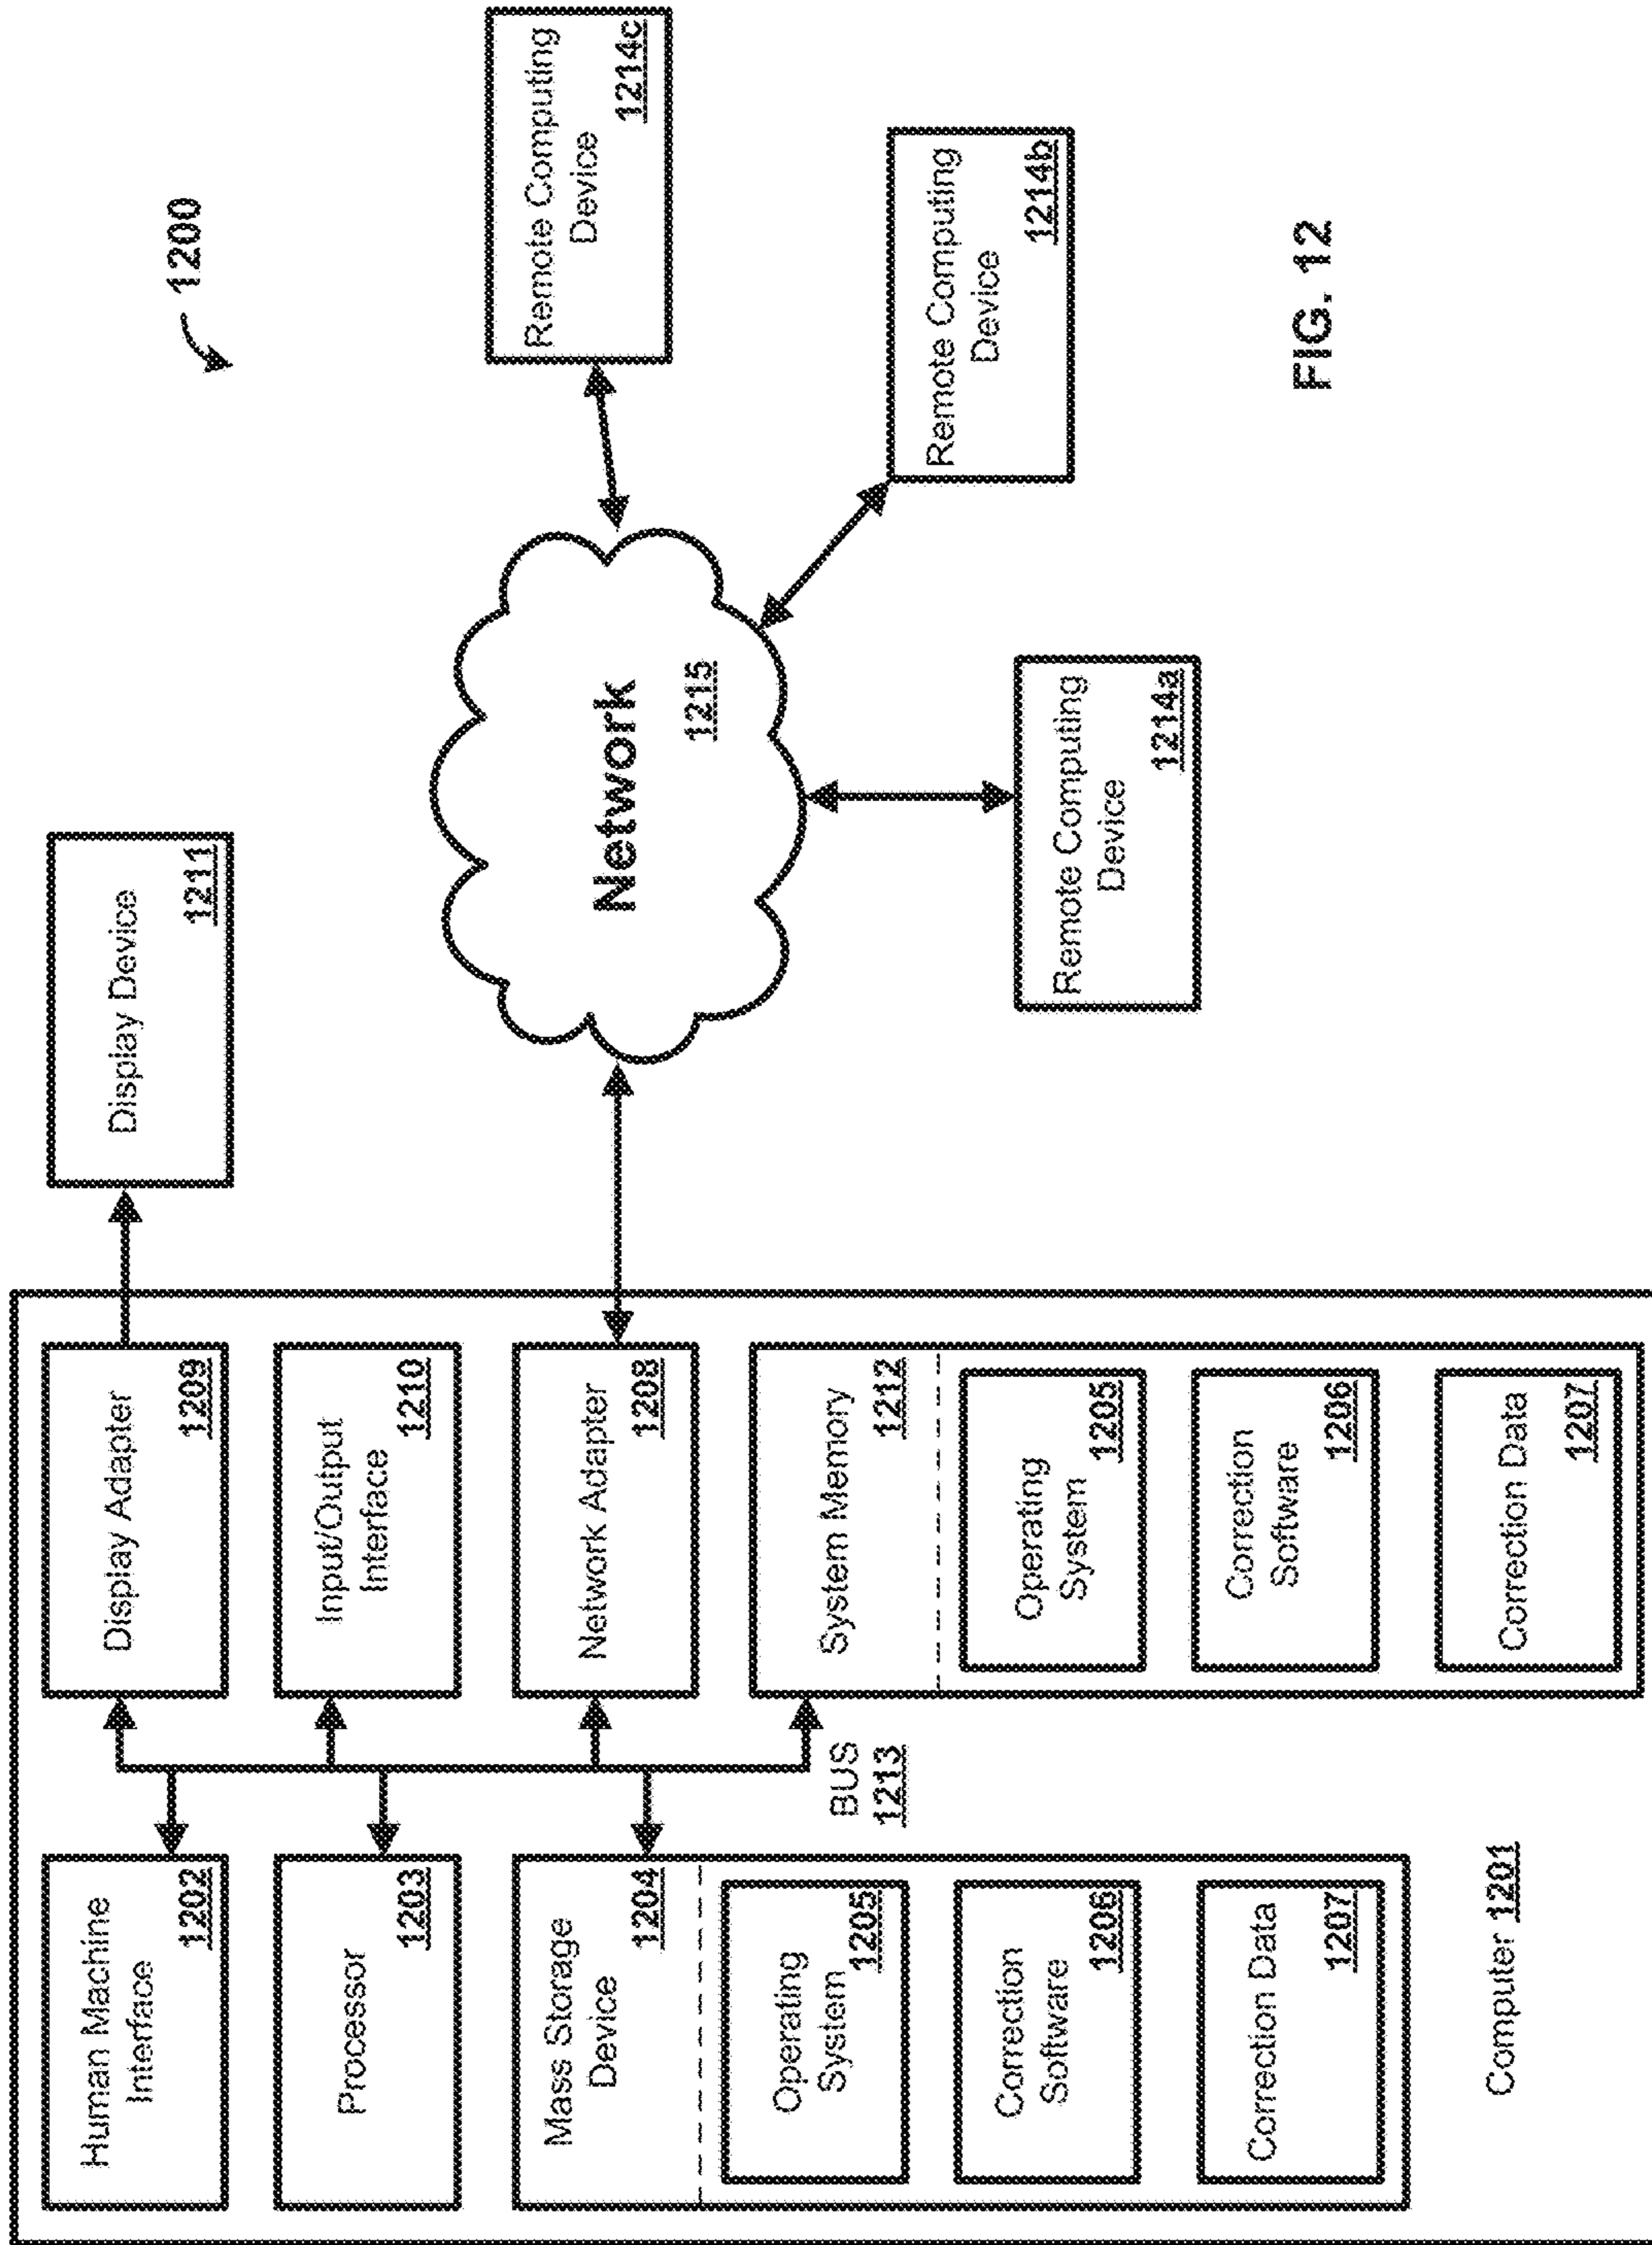 1200
Human Machine
Interface
1202
Processor
1203
Mass Storage
Device
1204
Operating
System
1205
Correction
Software
1206
Correction Data
1207
BUS
1213
Computer 1201
Display Adapter
1209
Input/Output
Interface
1210
Network Adapter
1208
System Memory
1212
Operating
System
1205
Correction
Software
1206
Correction Data
1207
Display Device
1211
Network
1215
Remote Computing
Device
1214a
Remote Computing
Device
1214b
Remote Computing
Device
1214c
FIG. 12